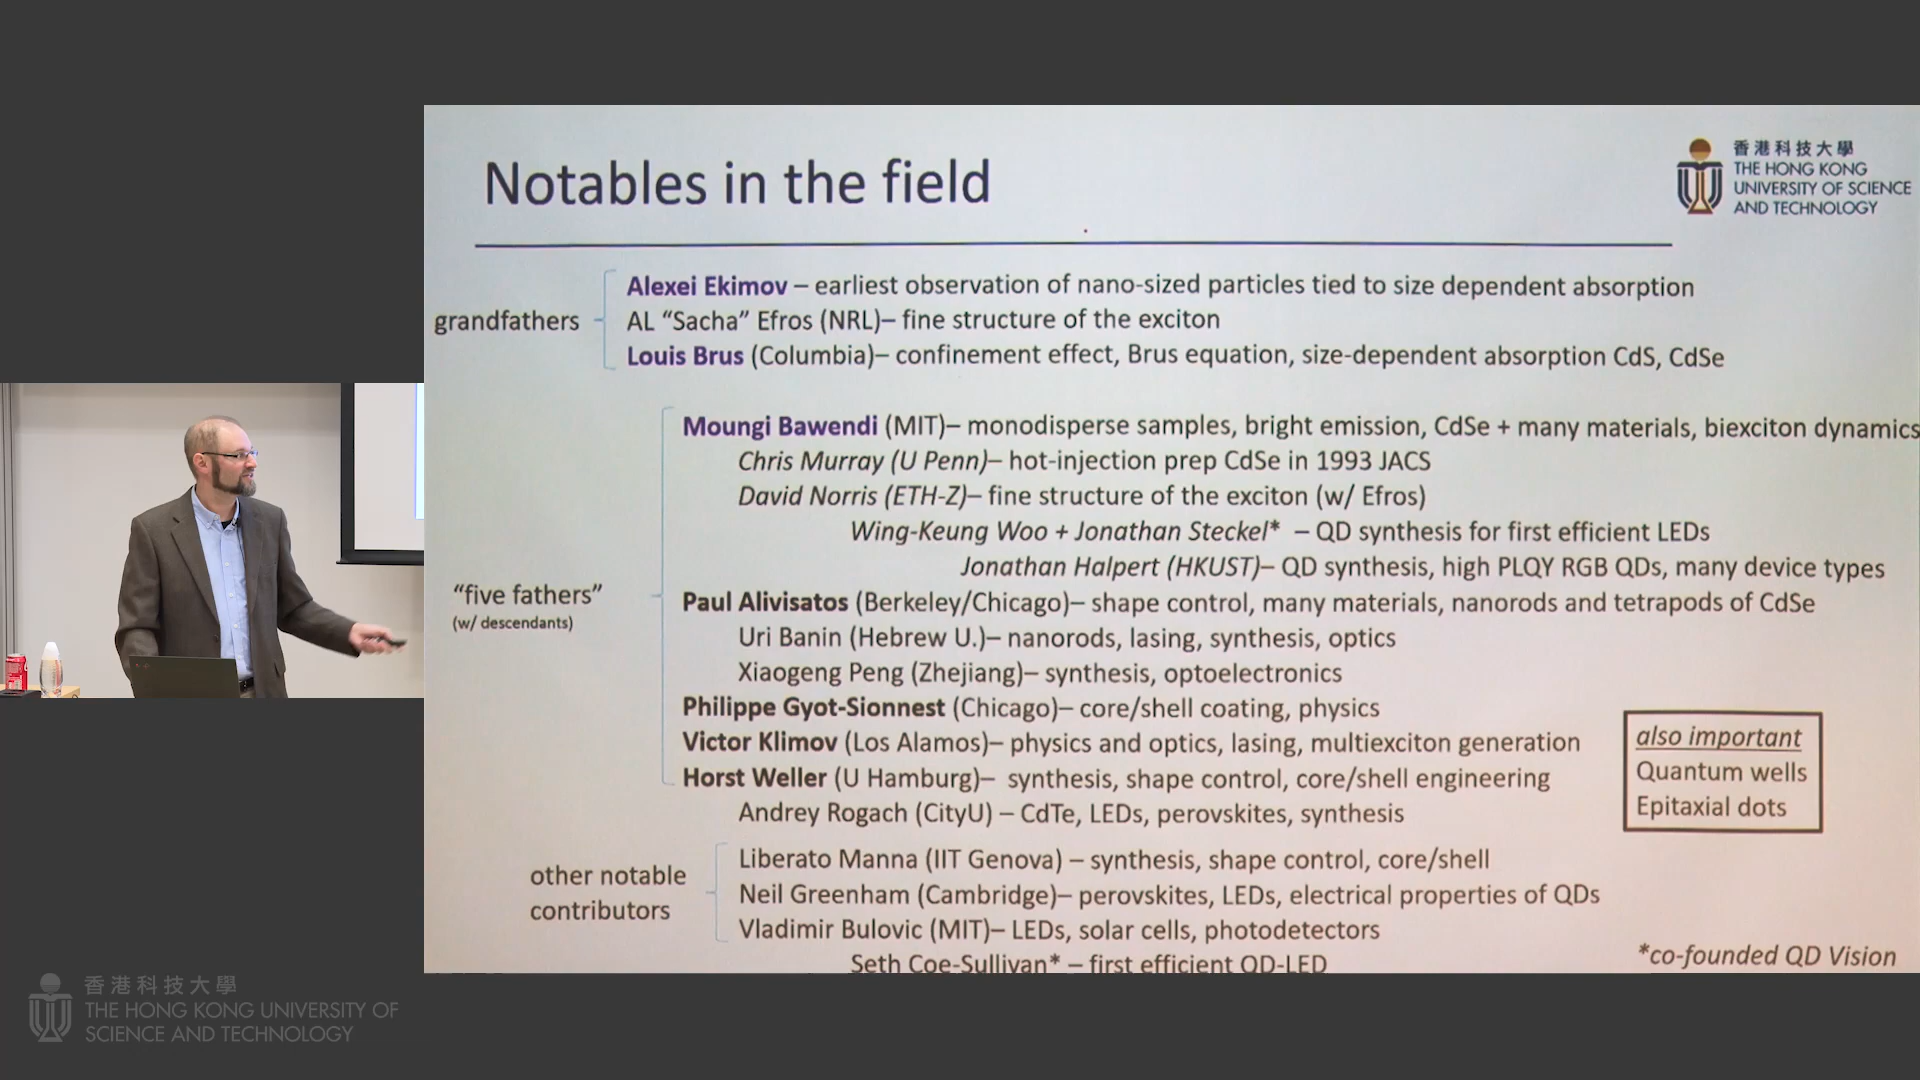 Notables in the field
香港科技大學
THE HONG KONG
UNIVERSITY OF SCIENCE
AND TECHNOLOGY
grandfathers
Alexei Ekimov – earliest observation of nano-sized particles tied to size dependent absorption
AL “Sacha” Efros (NRL)– fine structure of the exciton
Louis Brus (Columbia)– confinement effect, Brus equation, size-dependent absorption CdS, CdSe
“five fathers”
(w/ descendants)
Moungi Bawendi (MIT)– monodisperse samples, bright emission, CdSe + many materials, biexciton dynamics
Chris Murray (U Penn)– hot-injection prep CdSe in 1993 JACS
David Norris (ETH-Z)– fine structure of the exciton (w/ Efros)
Wing-Keung Woo + Jonathan Steckel* – QD synthesis for first efficient LEDs
Jonathan Halpert (HKUST)– QD synthesis, high PLQY RGB QDs, many device types
Paul Alivisatos (Berkeley/Chicago)– shape control, many materials, nanorods and tetrapods of CdSe
Uri Banin (Hebrew U.)– nanorods, lasing, synthesis, optics
Xiaogeng Peng (Zhejiang)– synthesis, optoelectronics
Philippe Gyot-Sionnest (Chicago)– core/shell coating, physics
Victor Klimov (Los Alamos)– physics and optics, lasing, multiexciton generation
Horst Weller (U Hamburg)– synthesis, shape control, core/shell engineering
Andrey Rogach (CityU) – CdTe, LEDs, perovskites, synthesis
also important
Quantum wells
Epitaxial dots
other notable
contributors
Liberato Manna (IIT Genova) – synthesis, shape control, core/shell
Neil Greenham (Cambridge)– perovskites, LEDs, electrical properties of QDs
Vladimir Bulovic (MIT)– LEDs, solar cells, photodetectors
Seth Coe-Sullivan* – first efficient QD-LED
*co-founded QD Vision
香港科技大學
THE HONG KONG UNIVERSITY OF
SCIENCE AND TECHNOLOGY